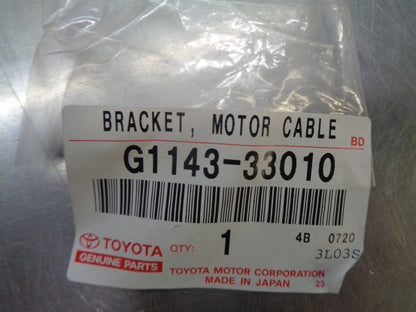 BRACKET, MOTOR CABLE
BD
G1143-33010
TOYOTA
GENUINE PARTS
QTY: 1 4B 0720
3L03S
TOYOTA MOTOR CORPORATION
MADE IN JAPAN 23